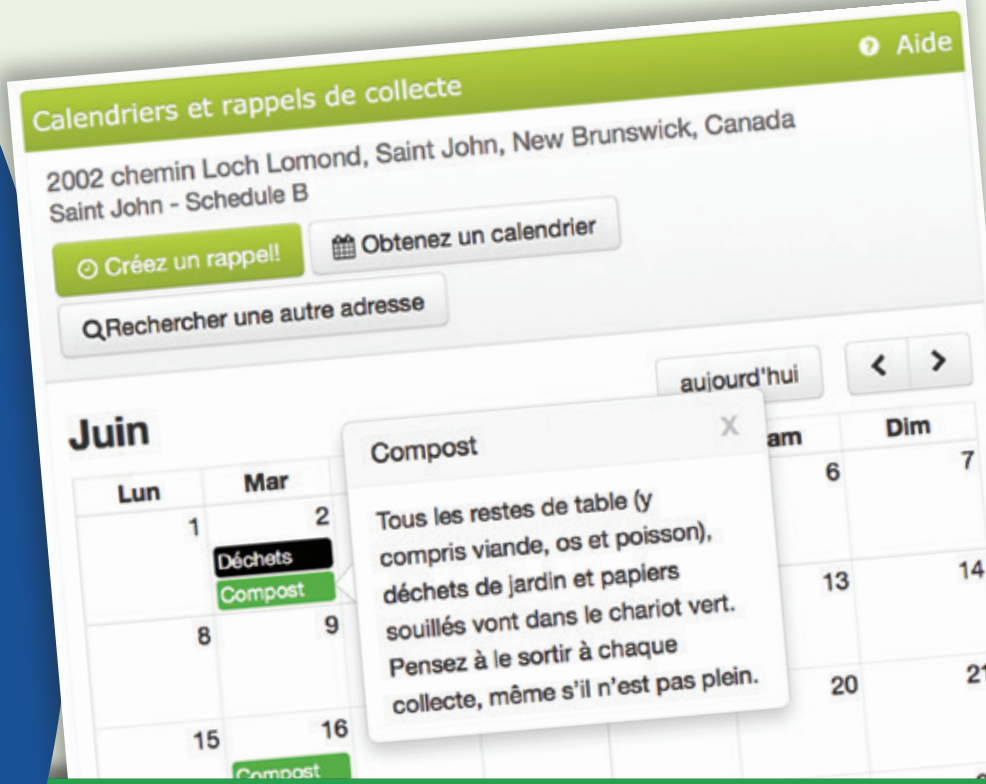 Calendriers et rappels de collecte
? Aide
2002 chemin Loch Lomond, Saint John, New Brunswick, Canada
Saint John - Schedule B
Créez un rappel!
Obtenez un calendrier
Rechercher une autre adresse
aujourd'hui
Juin
Lun Mar am Dim
1 2 6 7
Déchets
Compost
8 9 13 14
15 16 20 21
Compost
Compost X
Tous les restes de table (y
compris viande, os et poisson),
déchets de jardin et papiers
souillés vont dans le chariot vert.
Pensez à le sortir à chaque
collecte, même s'il n'est pas plein.